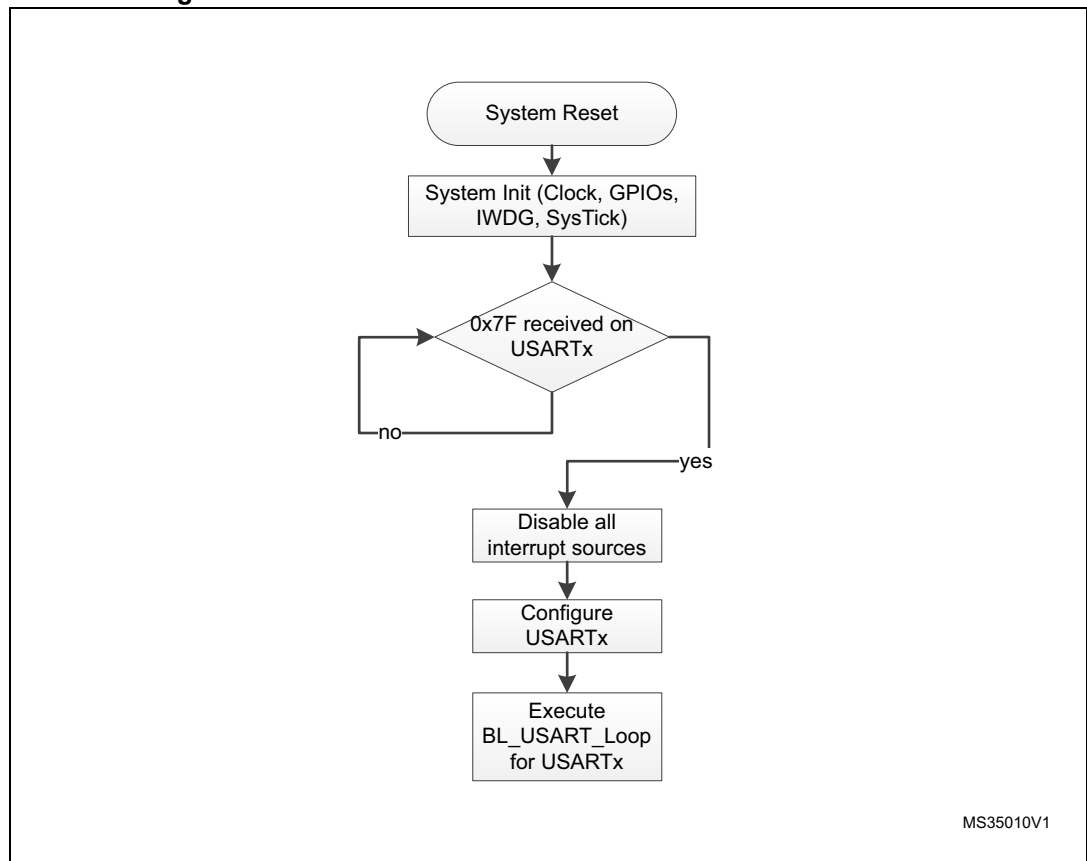 System Reset
System Init (Clock, GPIOs,
IWDG, SysTick)
0x7F received on
USARTx
no
yes
Disable all
interrupt sources
Configure
USARTx
Execute
BL_USART_Loop
for USARTx
MS35010V1